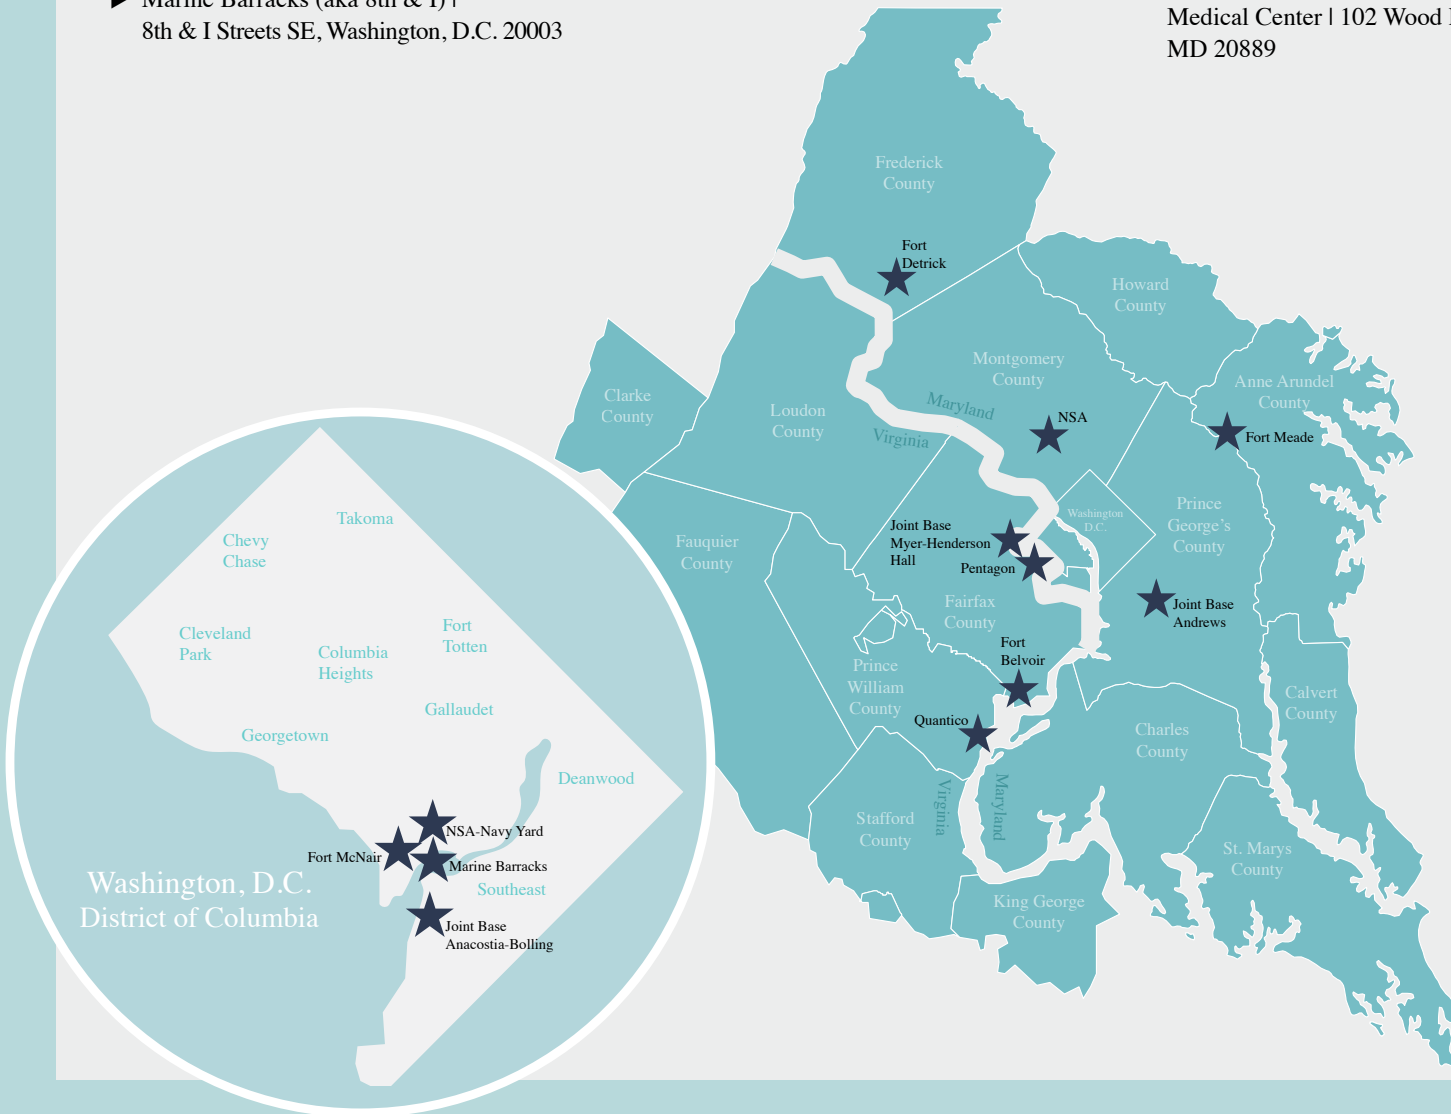 Marine Barracks (aka 8th & I) |
8th & I Streets SE, Washington, D.C. 20003
Medical Center | 102 Wood
MD 20889
Frederick
County
Fort
Detrick
Howard
County
Montgomery
County
Anne Arundel
County
Clarke
County
Loudon
County
Maryland
Virginia
NSA
Fort Meade
Washington
D.C.
Prince
George's
County
Joint Base
Myer-Henderson
Hall
Pentagon
Fauquier
County
Fairfax
County
Joint Base
Andrews
Fort
Belvoir
Prince
William
County
Quantico
Calvert
County
Charles
County
Virginia
Maryland
Stafford
County
St. Marys
County
King George
County
Takoma
Chevy
Chase
Cleveland
Park
Columbia
Heights
Fort
Totten
Gallaudet
Georgetown
Deanwood
NSA-Navy Yard
Fort McNair
Marine Barracks
Southeast
Washington, D.C.
District of Columbia
Joint Base
Anacostia-Bolling